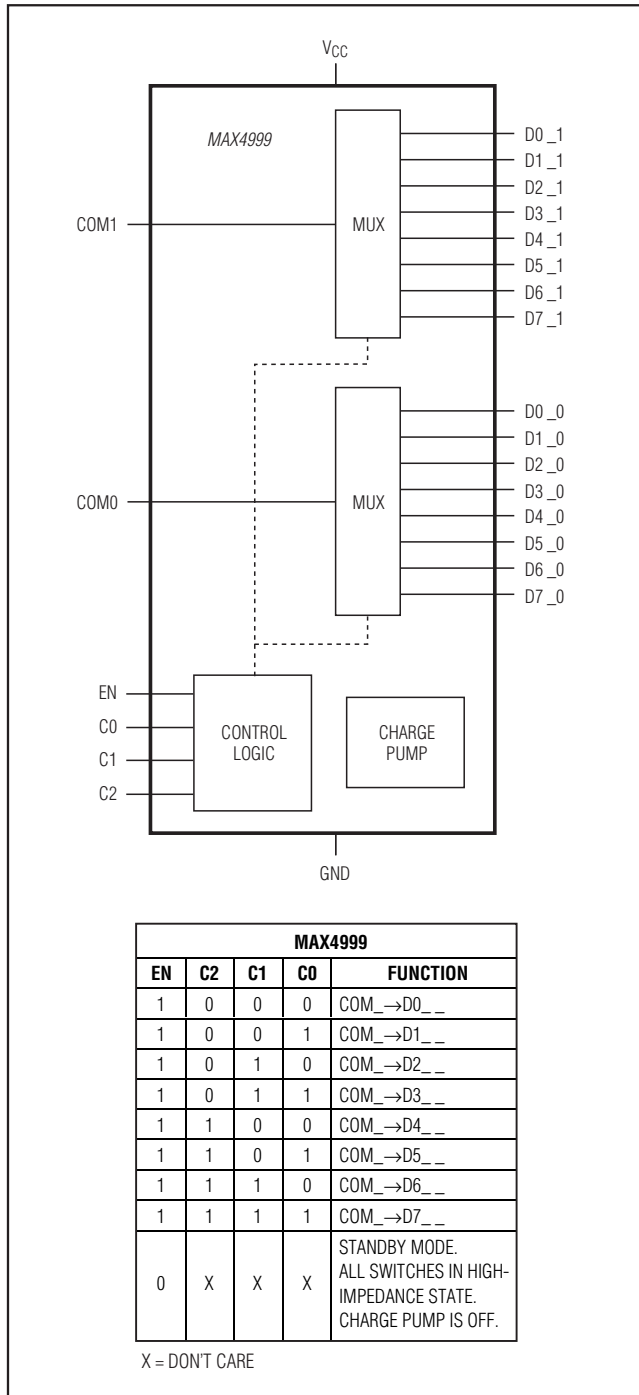 VCC
MAX4999
COM1
MUX
D0_1
D1_1
D2_1
D3_1
D4_1
D5_1
D6_1
D7_1
COM0
MUX
D0_0
D1_0
D2_0
D3_0
D4_0
D5_0
D6_0
D7_0
EN
C0
C1
C2
CONTROL
LOGIC
CHARGE
PUMP
GND
MAX4999
EN C2 C1 C0 FUNCTION
1 0 0 0 COM_→D0_ _
1 0 0 1 COM_→D1_ _
1 0 1 0 COM_→D2_ _
1 0 1 1 COM_→D3_ _
1 1 0 0 COM_→D4_ _
1 1 0 1 COM_→D5_ _
1 1 1 0 COM_→D6_ _
1 1 1 1 COM_→D7_ _
0 X X X STANDBY MODE.
ALL SWITCHES IN HIGH-
IMPEDANCE STATE.
CHARGE PUMP IS OFF.
X = DON'T CARE